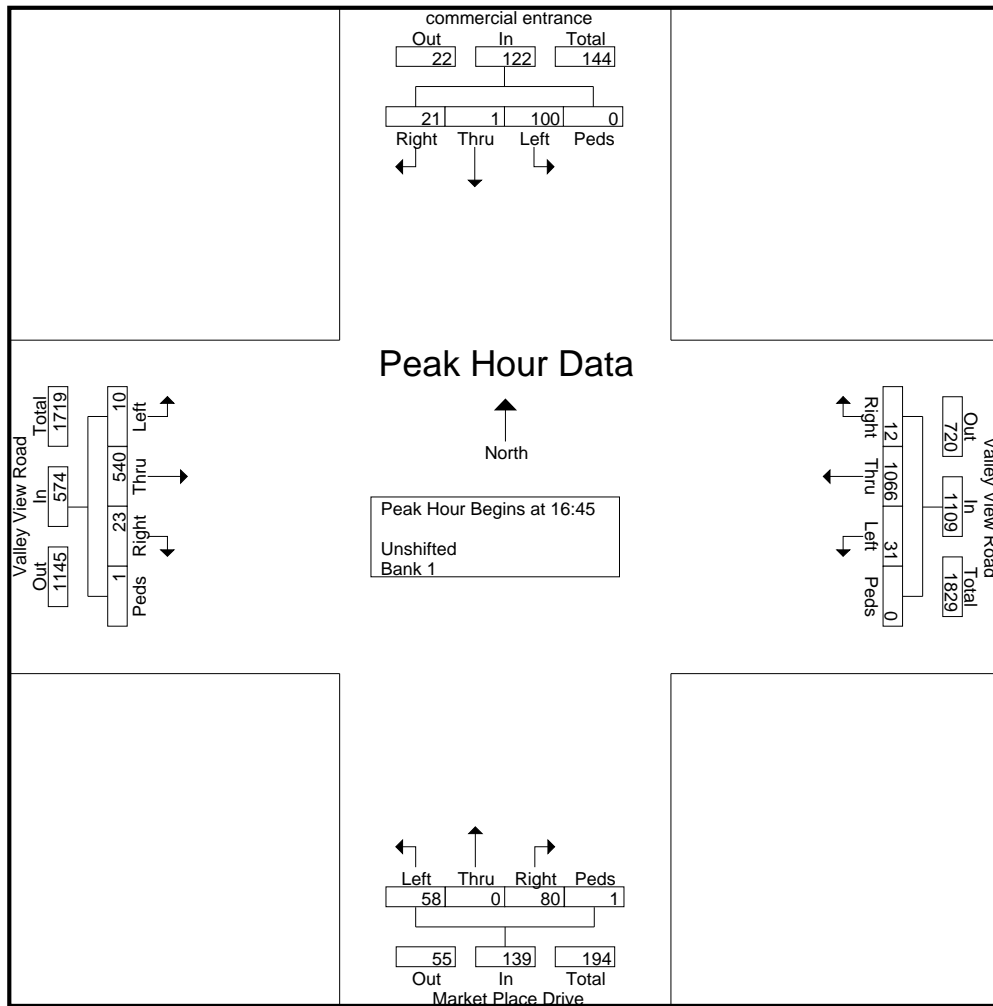 commercial entrance
Out In Total
22 122 144
21 1 100 0
Right Thru Left Peds
Peak Hour Data
North
Peak Hour Begins at 16:45
Unshifted
Bank 1
Valley View Road
Out In Total
1145 574 1719
1 23 540 10
Peds Right Thru Left
Valley View Road
Out In Total
720 1109 1829
12 1066 31 0
Right Thru Left Peds
Left Thru Right Peds
58 0 80 1
55 139 194
Out In Total
Market Place Drive